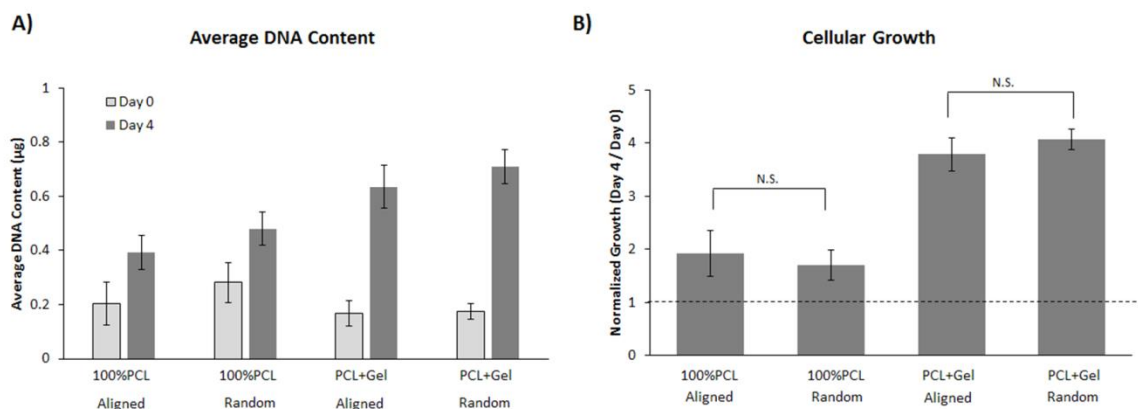 A)
Average DNA Content
Average DNA Content (µg)
1
0.8
0.6
0.4
0.2
0
Day 0
Day 4
100%PCL 100%PCL PCL+Gel PCL+Gel
Aligned Random Aligned Random
B)
Cellular Growth
Normalized Growth (Day 4 / Day 0)
5
4
3
2
1
0
N.S.
N.S.
100%PCL 100%PCL PCL+Gel PCL+Gel
Aligned Random Aligned Random